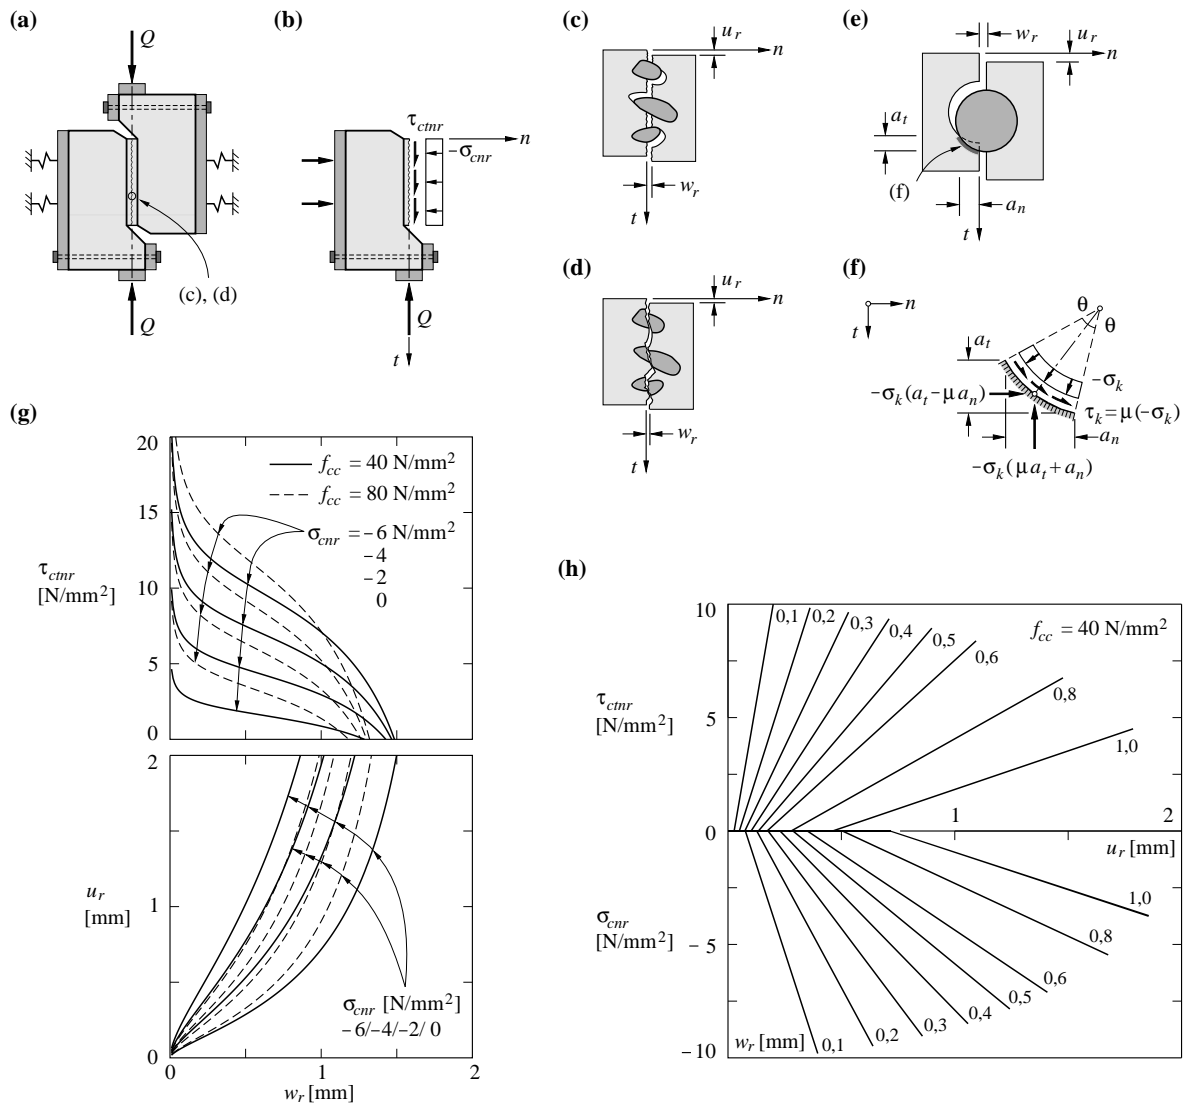 (a)
Q
(c), (d)
Q
(b)
τctnr
n
-σcnr
Q
t
(c)
ur
n
wr
t
(d)
ur
n
wr
t
(e)
wr
ur
n
at
(f)
an
t
(f)
n
t
θ
θ
at
-σk
-σk(at-μan)
τk=μ(-σk)
an
-σk(μat+an)
(g)
20
15
10
5
0
τctnr
[N/mm2]
fcc = 40 N/mm2
fcc = 80 N/mm2
σcnr = -6 N/mm2
-4
-2
0
2
1
0
ur
[mm]
σcnr [N/mm2]
-6/-4/-2/ 0
0
1
2
wr [mm]
(h)
10
5
0
-5
-10
τctnr
[N/mm2]
σcnr
[N/mm2]
0,1
0,2
0,3
0,4
0,5
0,6
0,8
1,0
fcc = 40 N/mm2
1
2
ur [mm]
1,0
0,8
0,6
0,5
0,4
0,3
0,2
0,1
wr [mm]